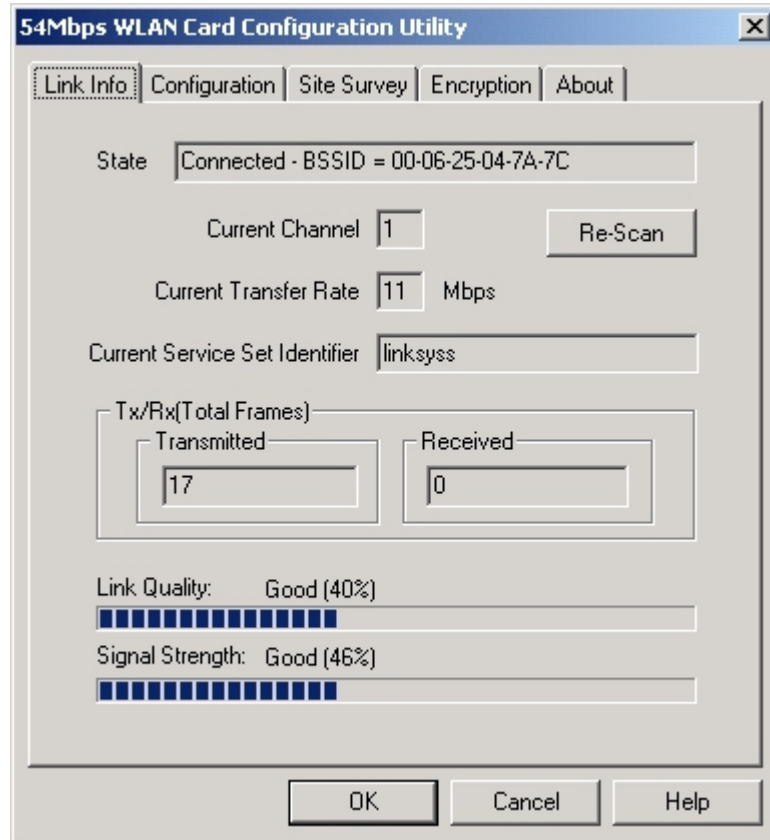 54Mbps WLAN Card Configuration Utility
Link Info Configuration Site Survey Encryption About
State Connected - BSSID = 00-06-25-04-7A-7C
Current Channel 1 Re-Scan
Current Transfer Rate 11 Mbps
Current Service Set Identifier linksyss
Tx/Rx(Total Frames)
Transmitted Received
17 0
Link Quality: Good (40%)
Signal Strength: Good (46%)
OK Cancel Help